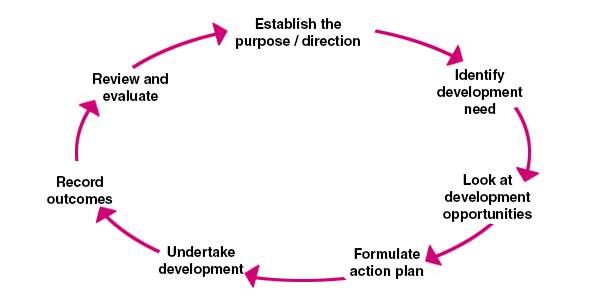 Establish the
purpose / direction
Identify
development
need
Look at
development
opportunities
Formulate
action plan
Undertake
development
Record
outcomes
Review and
evaluate